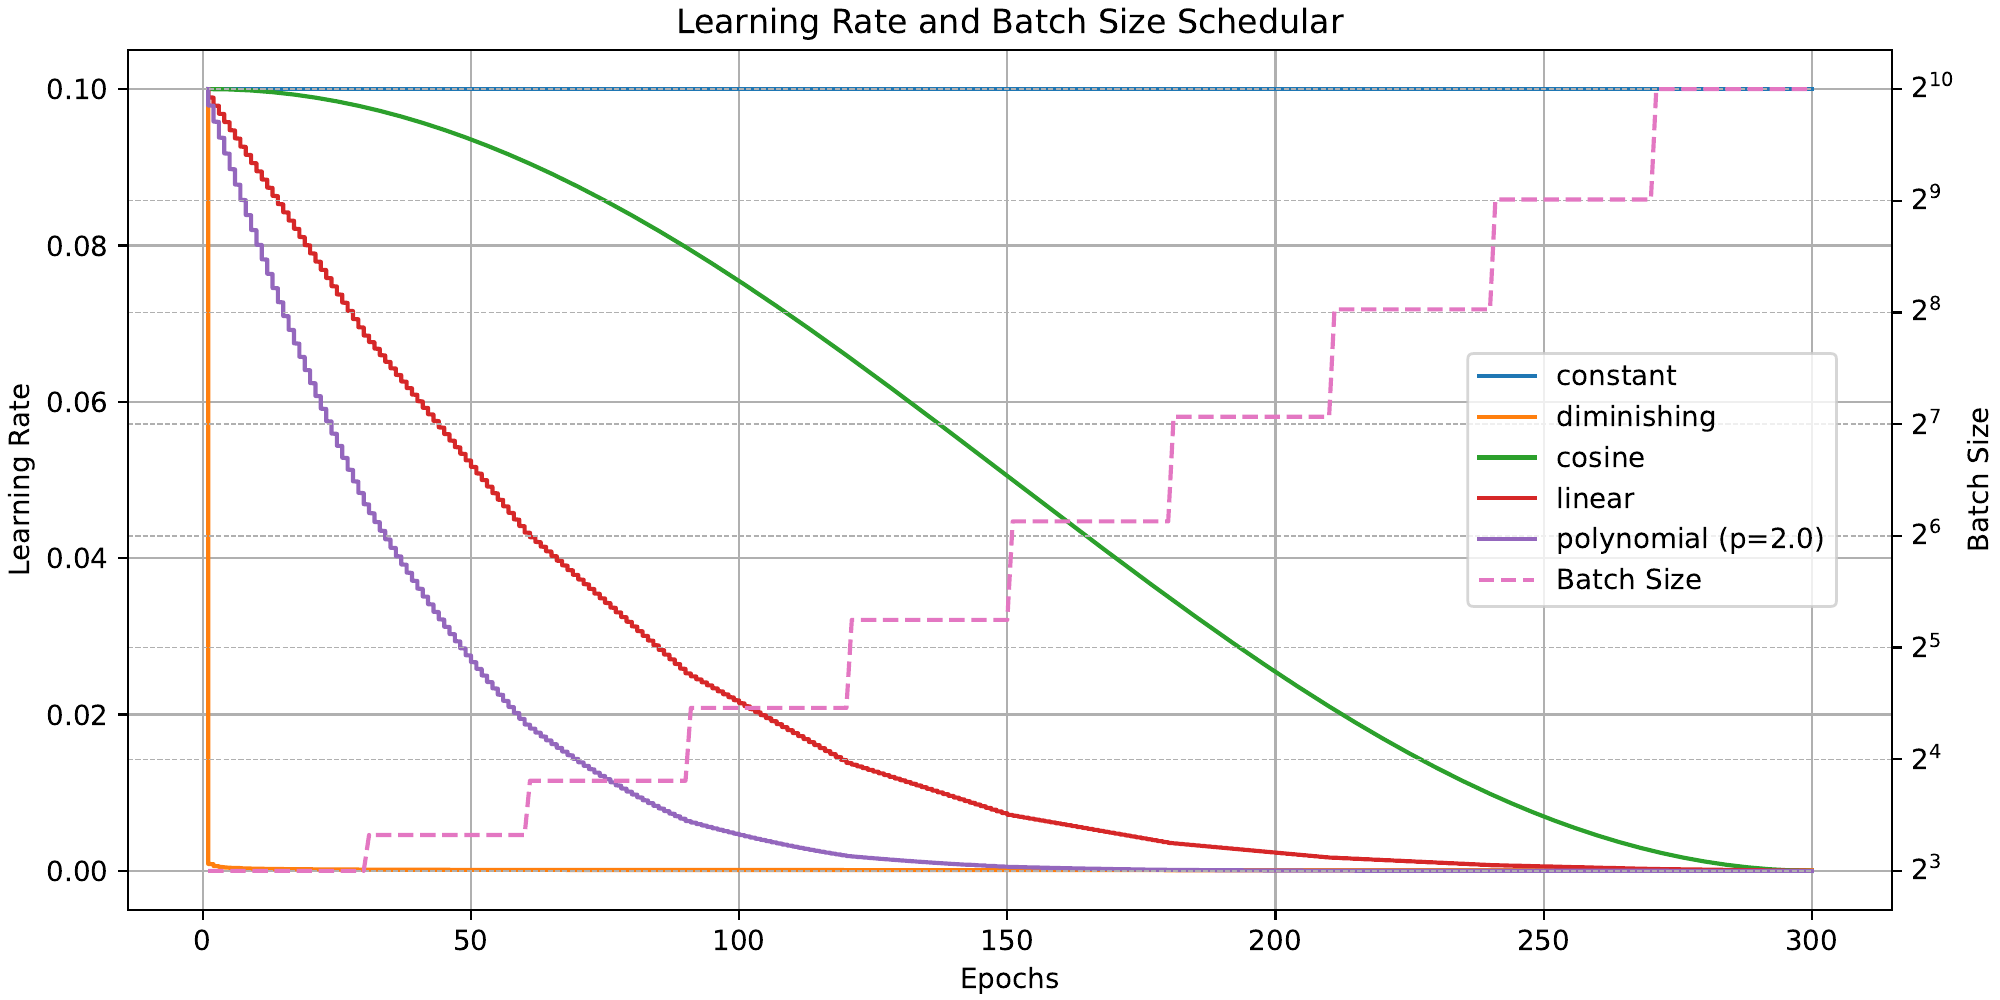 Learning Rate and Batch Size Schedular
Learning Rate
0.10
0.08
0.06
0.04
0.02
0.00
0
50
100
150
200
250
300
Epochs
2^10
2^9
2^8
2^7
2^6
2^5
2^4
2^3
Batch Size
constant
diminishing
cosine
linear
polynomial (p=2.0)
Batch Size